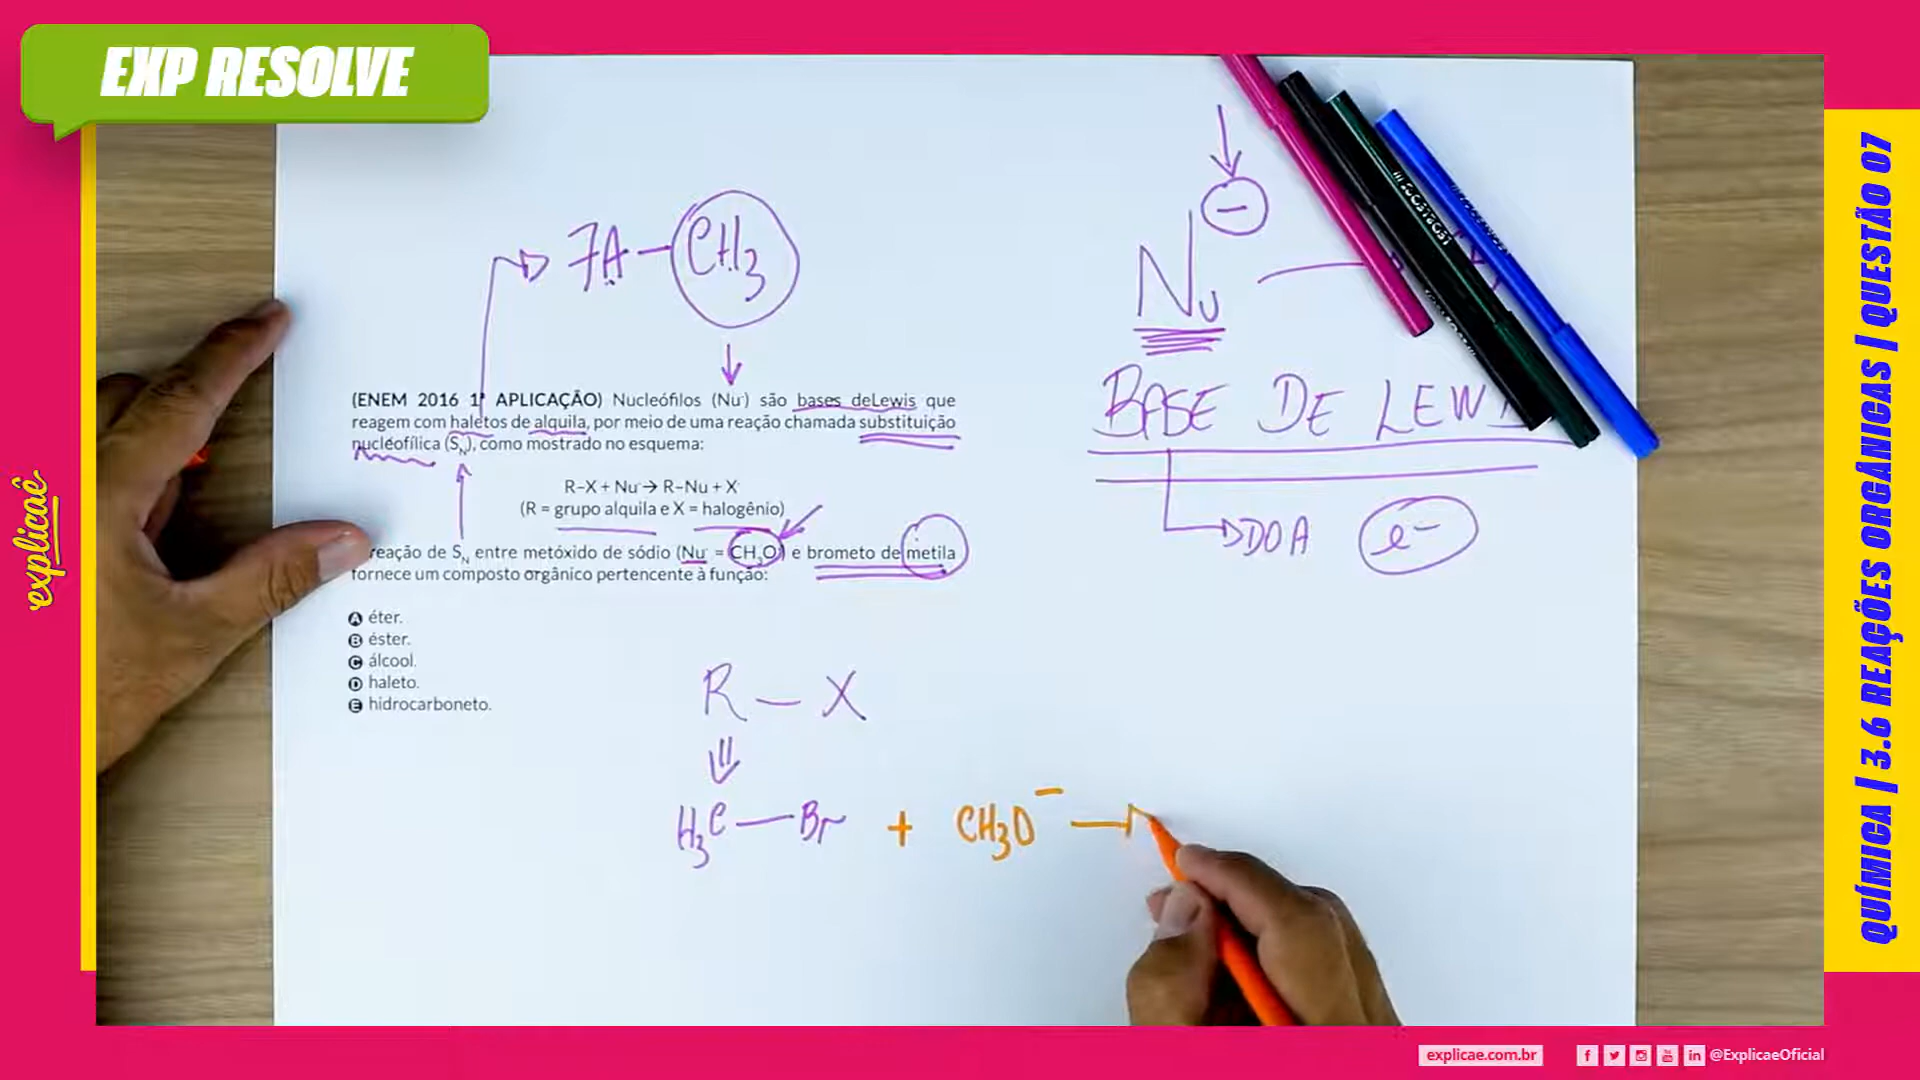 EXP RESOLVE
7A - CH3
(ENEM 2016 1ª APLICAÇÃO) Nucleófilos (Nu-) são bases deLewis que
reagem com haletos de alquila, por meio de uma reação chamada substituição
nucleófílica (SN), como mostrado no esquema:
R-X + Nu-→ R-Nu + X-
(R = grupo alquila e X = halogênio)
reação de SN entre metóxido de sódio (Nu- = CH3O-) e brometo de metila
fornece um composto orgânico pertencente à função:
A éter.
B éster.
C álcool.
D haleto.
E hidrocarboneto.
Nu -
BASE DE LEWIS
DOA e-
R - X
H3C - Br + CH3O- →
explicaê
QUÍMICA | 3.6 REAÇÕES ORGÂNICAS | QUESTÃO 07
explicae.com.br
@ExplicaeOficial